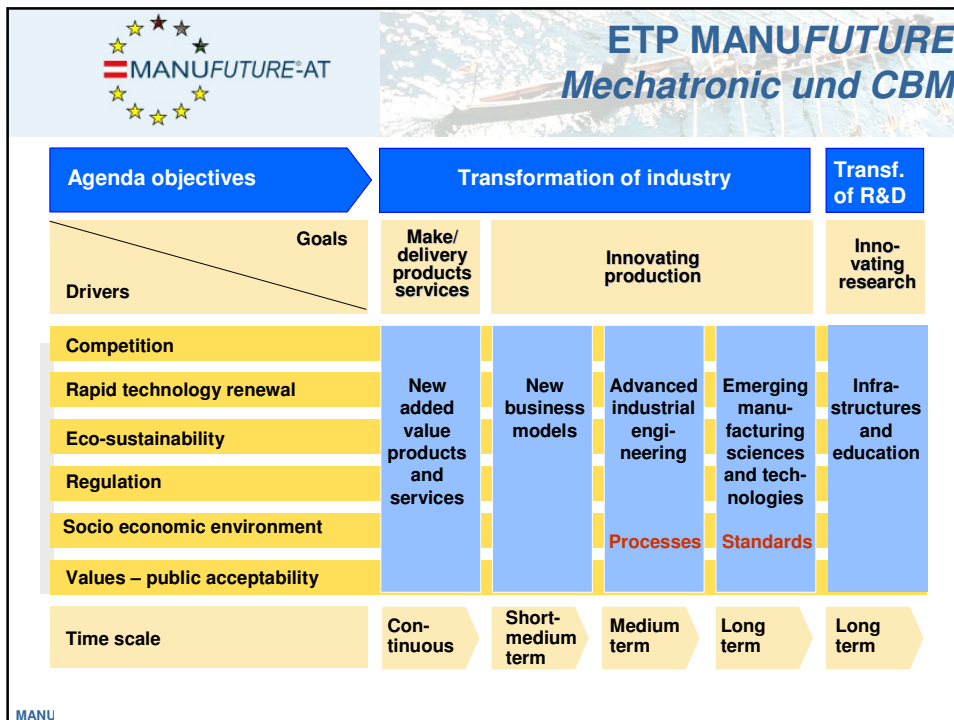 MANUFUTURE®-AT
ETP MANUFUTURE
Mechatronic und CBM
Agenda objectives
Transformation of industry
Transf.
of R&D
Goals
Drivers
Make/
delivery
products
services
Innovating
production
Inno-
vating
research
Competition
Rapid technology renewal
Eco-sustainability
Regulation
Socio economic environment
Values – public acceptability
New
added
value
products
and
services
New
business
models
Advanced
industrial
engi-
neering
Processes
Emerging
manu-
facturing
sciences
and tech-
nologies
Standards
Infra-
structures
and
education
Time scale
Con-
tinuous
Short-
medium
term
Medium
term
Long
term
Long
term
MANU